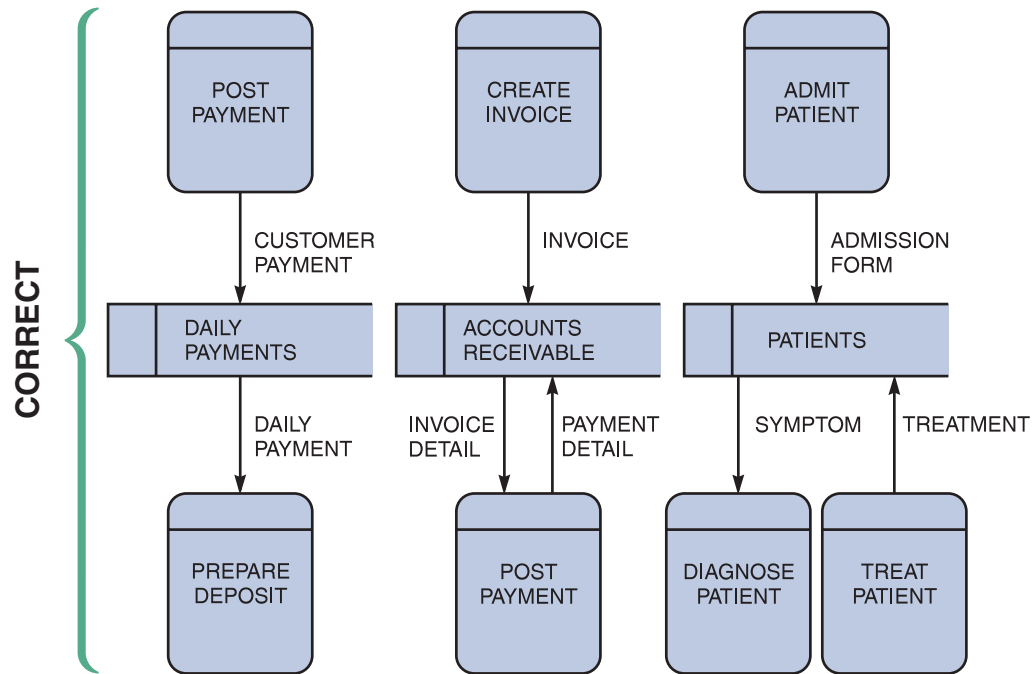 CORRECT
POST
PAYMENT
CUSTOMER
PAYMENT
DAILY
PAYMENTS
DAILY
PAYMENT
PREPARE
DEPOSIT
CREATE
INVOICE
INVOICE
ACCOUNTS
RECEIVABLE
INVOICE
DETAIL
PAYMENT
DETAIL
POST
PAYMENT
ADMIT
PATIENT
ADMISSION
FORM
PATIENTS
SYMPTOM
TREATMENT
DIAGNOSE
PATIENT
TREAT
PATIENT